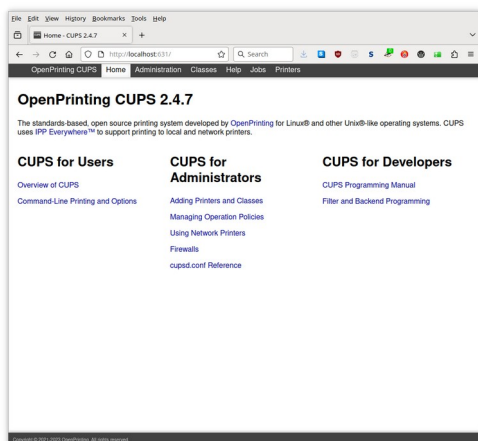 File Edit View History Bookmarks Tools Help
Home - CUPS 2.4.7
http://localhost:631/
Search
OpenPrinting CUPS Home Administration Classes Help Jobs Printers
OpenPrinting CUPS 2.4.7
The standards-based, open source printing system developed by OpenPrinting for Linux® and other Unix®-like operating systems. CUPS
uses IPP Everywhere™ to support printing to local and network printers.
CUPS for Users
Overview of CUPS
Command-Line Printing and Options
CUPS for
Administrators
Adding Printers and Classes
Managing Operation Policies
Using Network Printers
Firewalls
cupsd.conf Reference
CUPS for Developers
CUPS Programming Manual
Filter and Backend Programming
Copyright © 2021-2023 OpenPrinting. All rights reserved.